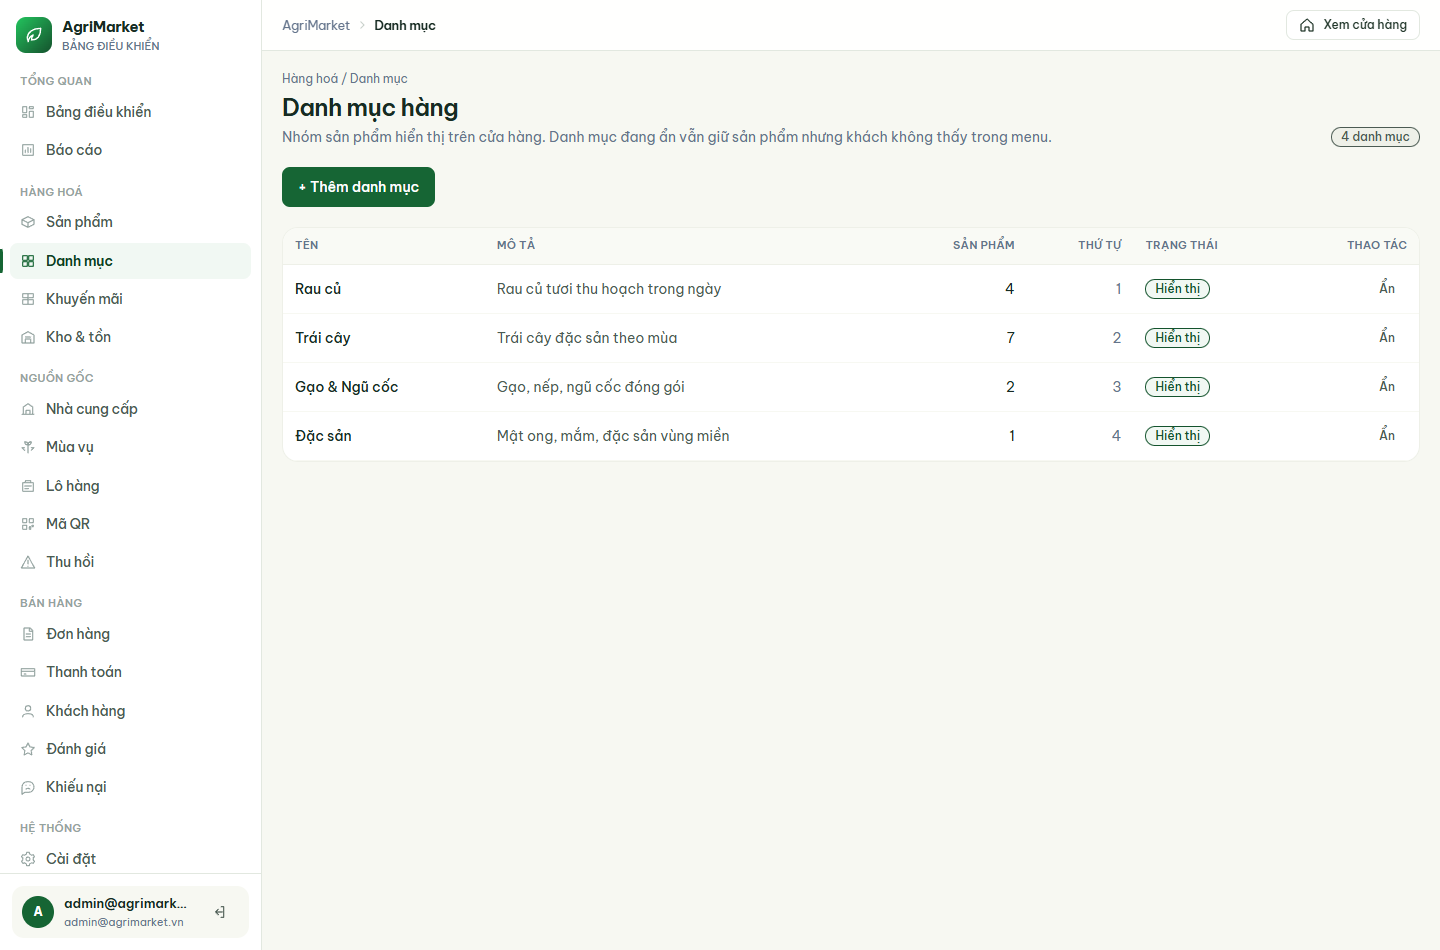 AgriMarket
BẢNG ĐIỀU KHIỂN
TỔNG QUAN
Bảng điều khiển
Báo cáo
HÀNG HOÁ
Sản phẩm
Danh mục
Khuyến mãi
Kho & tồn
NGUỒN GỐC
Nhà cung cấp
Mùa vụ
Lô hàng
Mã QR
Thu hồi
BÁN HÀNG
Đơn hàng
Thanh toán
Khách hàng
Đánh giá
Khiếu nại
HỆ THỐNG
Cài đặt
A
admin@agrimark...
admin@agrimarket.vn
AgriMarket > Danh mục
Xem cửa hàng
Hàng hoá / Danh mục
Danh mục hàng
Nhóm sản phẩm hiển thị trên cửa hàng. Danh mục đang ẩn vẫn giữ sản phẩm nhưng khách không thấy trong menu.
4 danh mục
+ Thêm danh mục
TÊN MÔ TẢ SẢN PHẨM THỨ TỰ TRẠNG THÁI THAO TÁC
Rau củ Rau củ tươi thu hoạch trong ngày 4 1 Hiển thị Ẩn
Trái cây Trái cây đặc sản theo mùa 7 2 Hiển thị Ẩn
Gạo & Ngũ cốc Gạo, nếp, ngũ cốc đóng gói 2 3 Hiển thị Ẩn
Đặc sản Mật ong, mắm, đặc sản vùng miền 1 4 Hiển thị Ẩn